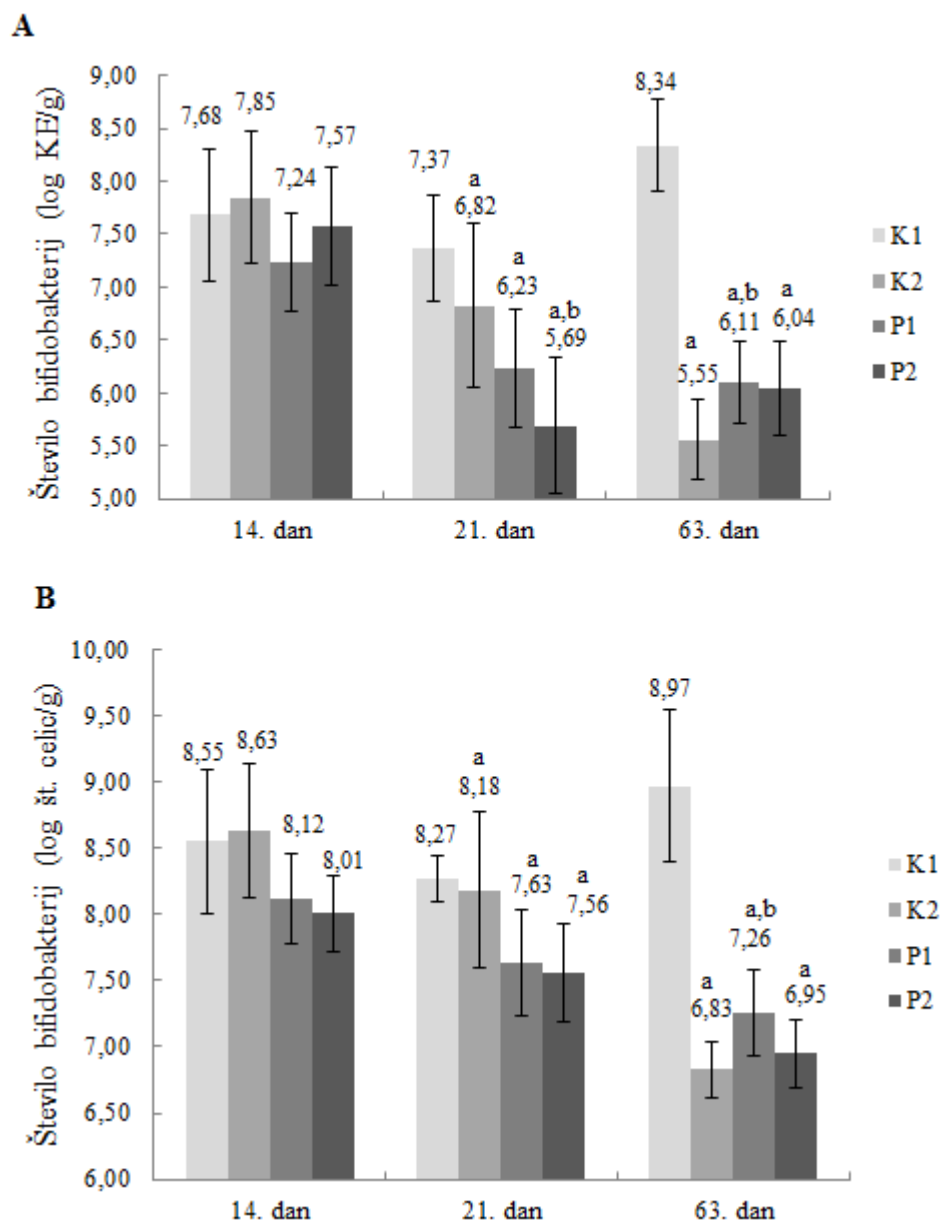 A
Število bifidobakterij (log KE/g)
9,00
8,50
8,00
7,50
7,00
6,50
6,00
5,50
5,00
7,68
7,85
7,24
7,57
7,37
a
6,82
a
6,23
a,b
5,69
8,34
a
5,55
a,b
6,11
a
6,04
14. dan
21. dan
63. dan
K1
K2
P1
P2
B
Število bifidobakterij (log št. celic/g)
10,00
9,50
9,00
8,50
8,00
7,50
7,00
6,50
6,00
8,55
8,63
8,12
8,01
8,27
a
8,18
a
7,63
a
7,56
8,97
a
6,83
a,b
7,26
a
6,95
14. dan
21. dan
63. dan
K1
K2
P1
P2